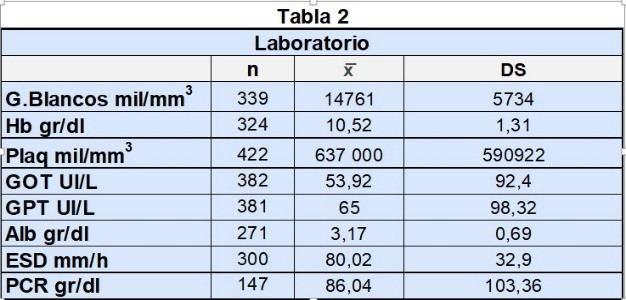 Tabla 2
Laboratorio
n x̅ DS
G.Blancos mil/mm³ 339 14761 5734
Hb gr/dl 324 10,52 1,31
Plaq mil/mm³ 422 637 000 590922
GOT UI/L 382 53,92 92,4
GPT UI/L 381 65 98,32
Alb gr/dl 271 3,17 0,69
ESD mm/h 300 80,02 32,9
PCR gr/dl 147 86,04 103,36